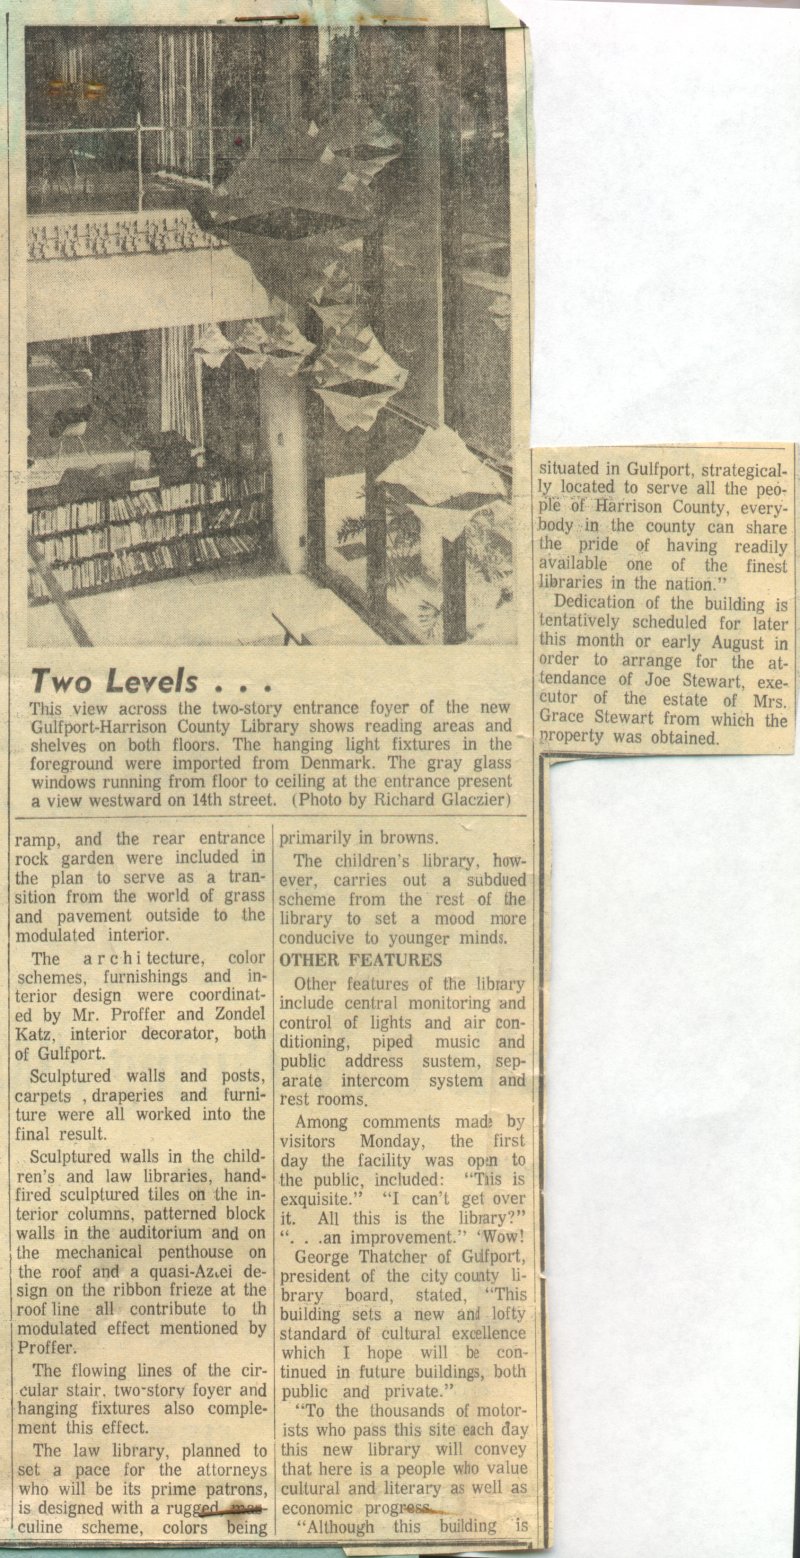 Two Levels . . .
This view across the two-story entrance foyer of the new
Gulfport-Harrison County Library shows reading areas and
shelves on both floors. The hanging light fixtures in the
foreground were imported from Denmark. The gray glass
windows running from floor to ceiling at the entrance present
a view westward on 14th street. (Photo by Richard Glaczier)
ramp, and the rear entrance
rock garden were included in
the plan to serve as a tran-
sition from the world of grass
and pavement outside to the
modulated interior.
The architecture, color
schemes, furnishings and in-
terior design were coordinat-
ed by Mr. Proffer and Zondel
Katz, interior decorator, both
of Gulfport.
Sculptured walls and posts,
carpets , draperies and furni-
ture were all worked into the
final result.
Sculptured walls in the child-
ren's and law libraries, hand-
fired sculptured tiles on the in-
terior columns, patterned block
walls in the auditorium and on
the mechanical penthouse on
the roof and a quasi-Az.ei de-
sign on the ribbon frieze at the
roof line all contribute to th
modulated effect mentioned by
Proffer.
The flowing lines of the cir-
cular stair, two-story foyer and
hanging fixtures also comple-
ment this effect.
The law library, planned to
set a pace for the attorneys
who will be its prime patrons,
is designed with a rugged mas-
culine scheme, colors being
primarily in browns.
The children's library, how-
ever, carries out a subdued
scheme from the rest of the
library to set a mood more
conducive to younger minds.
OTHER FEATURES
Other features of the library
include central monitoring and
control of lights and air con-
ditioning, piped music and
public address sustem, sep-
arate intercom system and
rest rooms.
Among comments made by
visitors Monday, the first
day the facility was open to
the public, included: "This is
exquisite." "I can't get over
it. All this is the library?"
". . .an improvement." 'Wow!
George Thatcher of Gulfport,
president of the city county li-
brary board, stated, "This
building sets a new and lofty
standard of cultural excellence
which I hope will be con-
tinued in future buildings, both
public and private."
"To the thousands of motor-
ists who pass this site each day
this new library will convey
that here is a people who value
cultural and literary as well as
economic progress.
"Although this building is
situated in Gulfport, strategical-
ly located to serve all the peo-
ple of Harrison County, every-
body in the county can share
the pride of having readily
available one of the finest
libraries in the nation."
Dedication of the building is
tentatively scheduled for later
this month or early August in
order to arrange for the at-
tendance of Joe Stewart, exe-
cutor of the estate of Mrs.
Grace Stewart from which the
property was obtained.